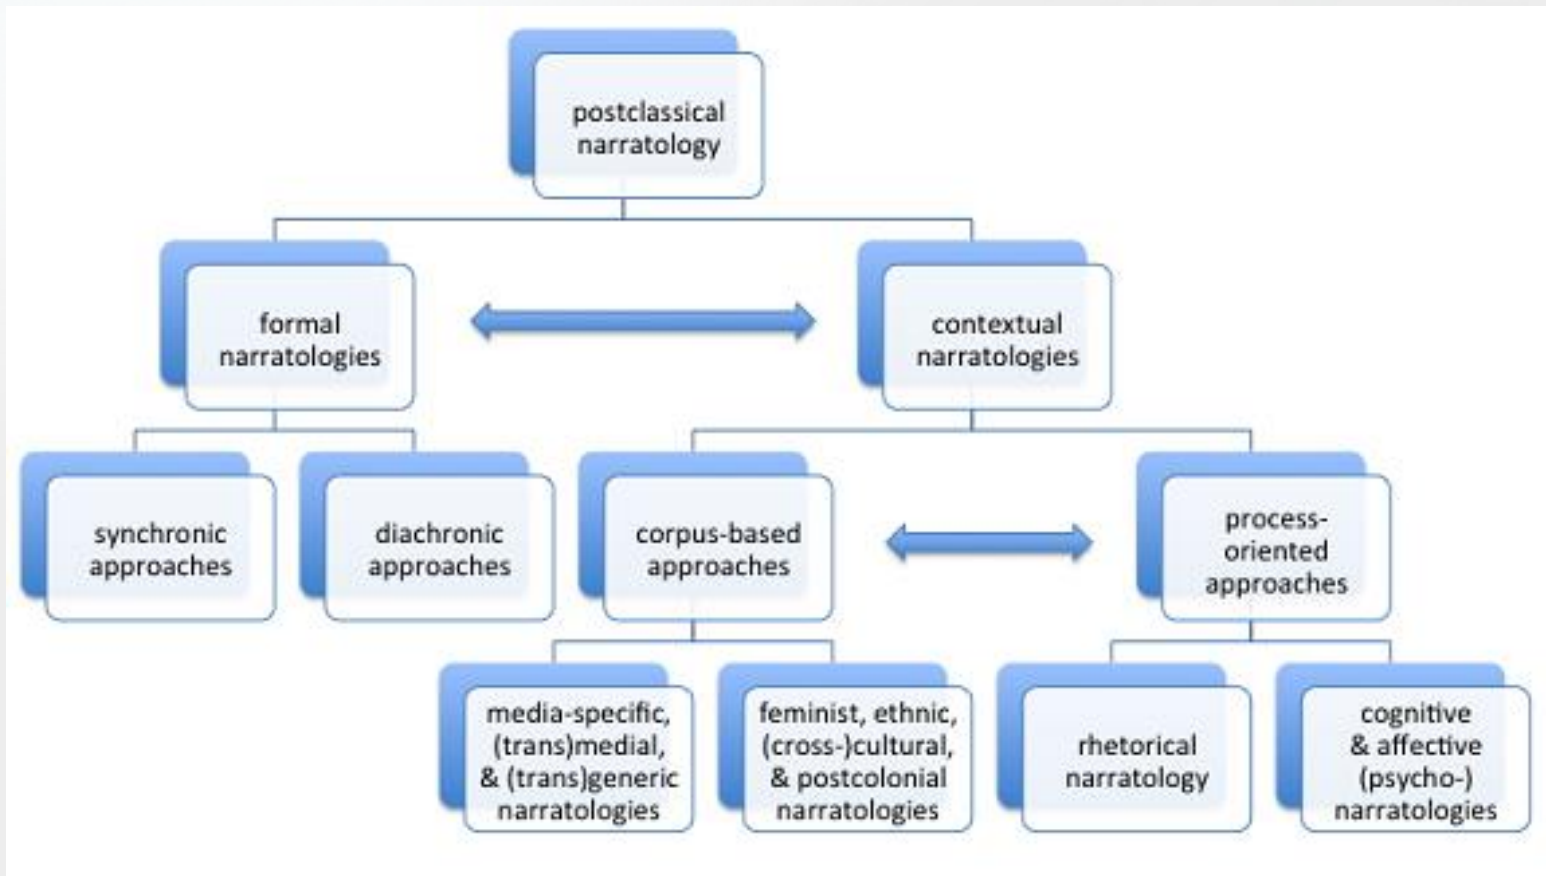 postclassical
narratology
formal
narratologies
contextual
narratologies
synchronic
approaches
diachronic
approaches
corpus-based
approaches
process-
oriented
approaches
media-specific,
(trans)medial,
& (trans)generic
narratologies
feminist, ethnic,
(cross-)cultural,
& postcolonial
narratologies
rhetorical
narratology
cognitive
& affective
(psycho-)
narratologies